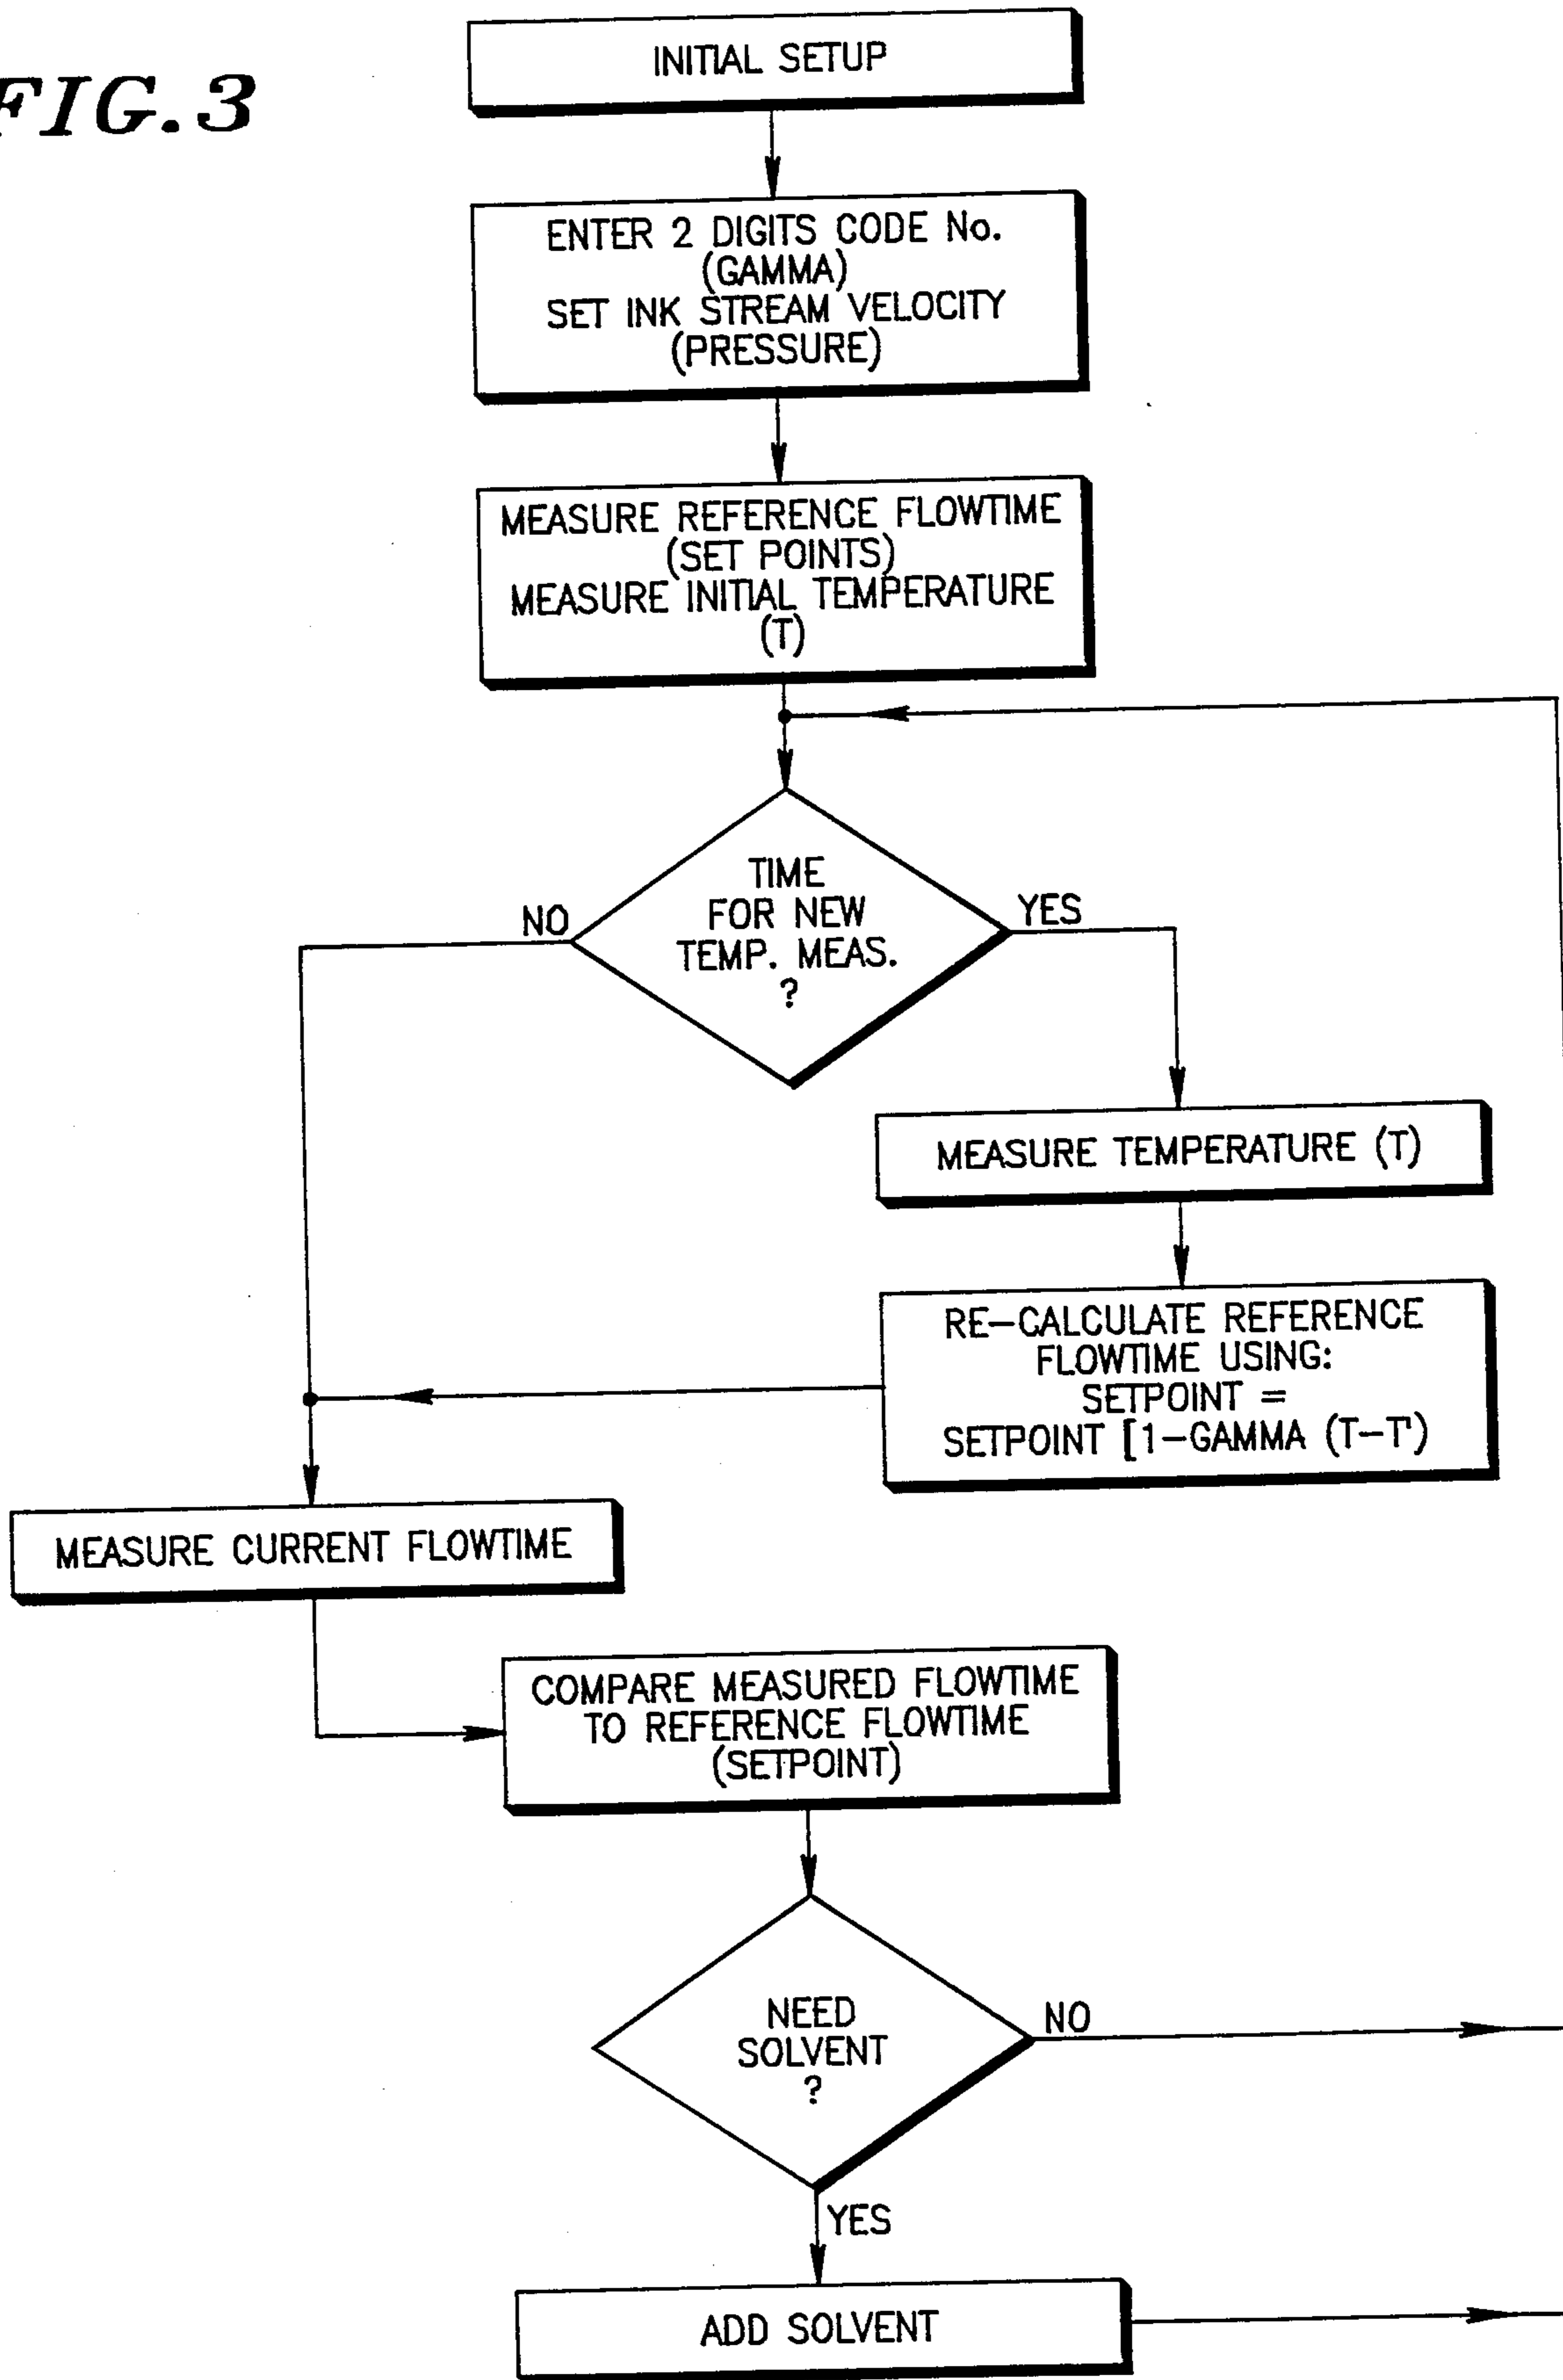 FIG.3
INITIAL SETUP
ENTER 2 DIGITS CODE No.
(GAMMA)
SET INK STREAM VELOCITY
(PRESSURE)
MEASURE REFERENCE FLOWTIME
(SET POINTS)
MEASURE INITIAL TEMPERATURE
(T)
TIME
FOR NEW
TEMP. MEAS.
?
NO
YES
MEASURE TEMPERATURE (T)
RE-CALCULATE REFERENCE
FLOWTIME USING:
SETPOINT =
SETPOINT [1-GAMMA (T-T')
MEASURE CURRENT FLOWTIME
COMPARE MEASURED FLOWTIME
TO REFERENCE FLOWTIME
(SETPOINT)
NEED
SOLVENT
?
NO
YES
ADD SOLVENT